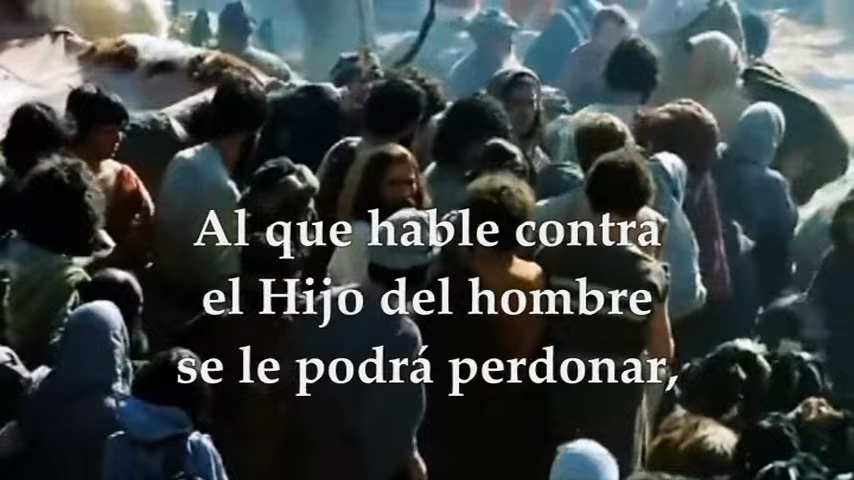 Al que hable contra
el Hijo del hombre
se le podrá perdonar,